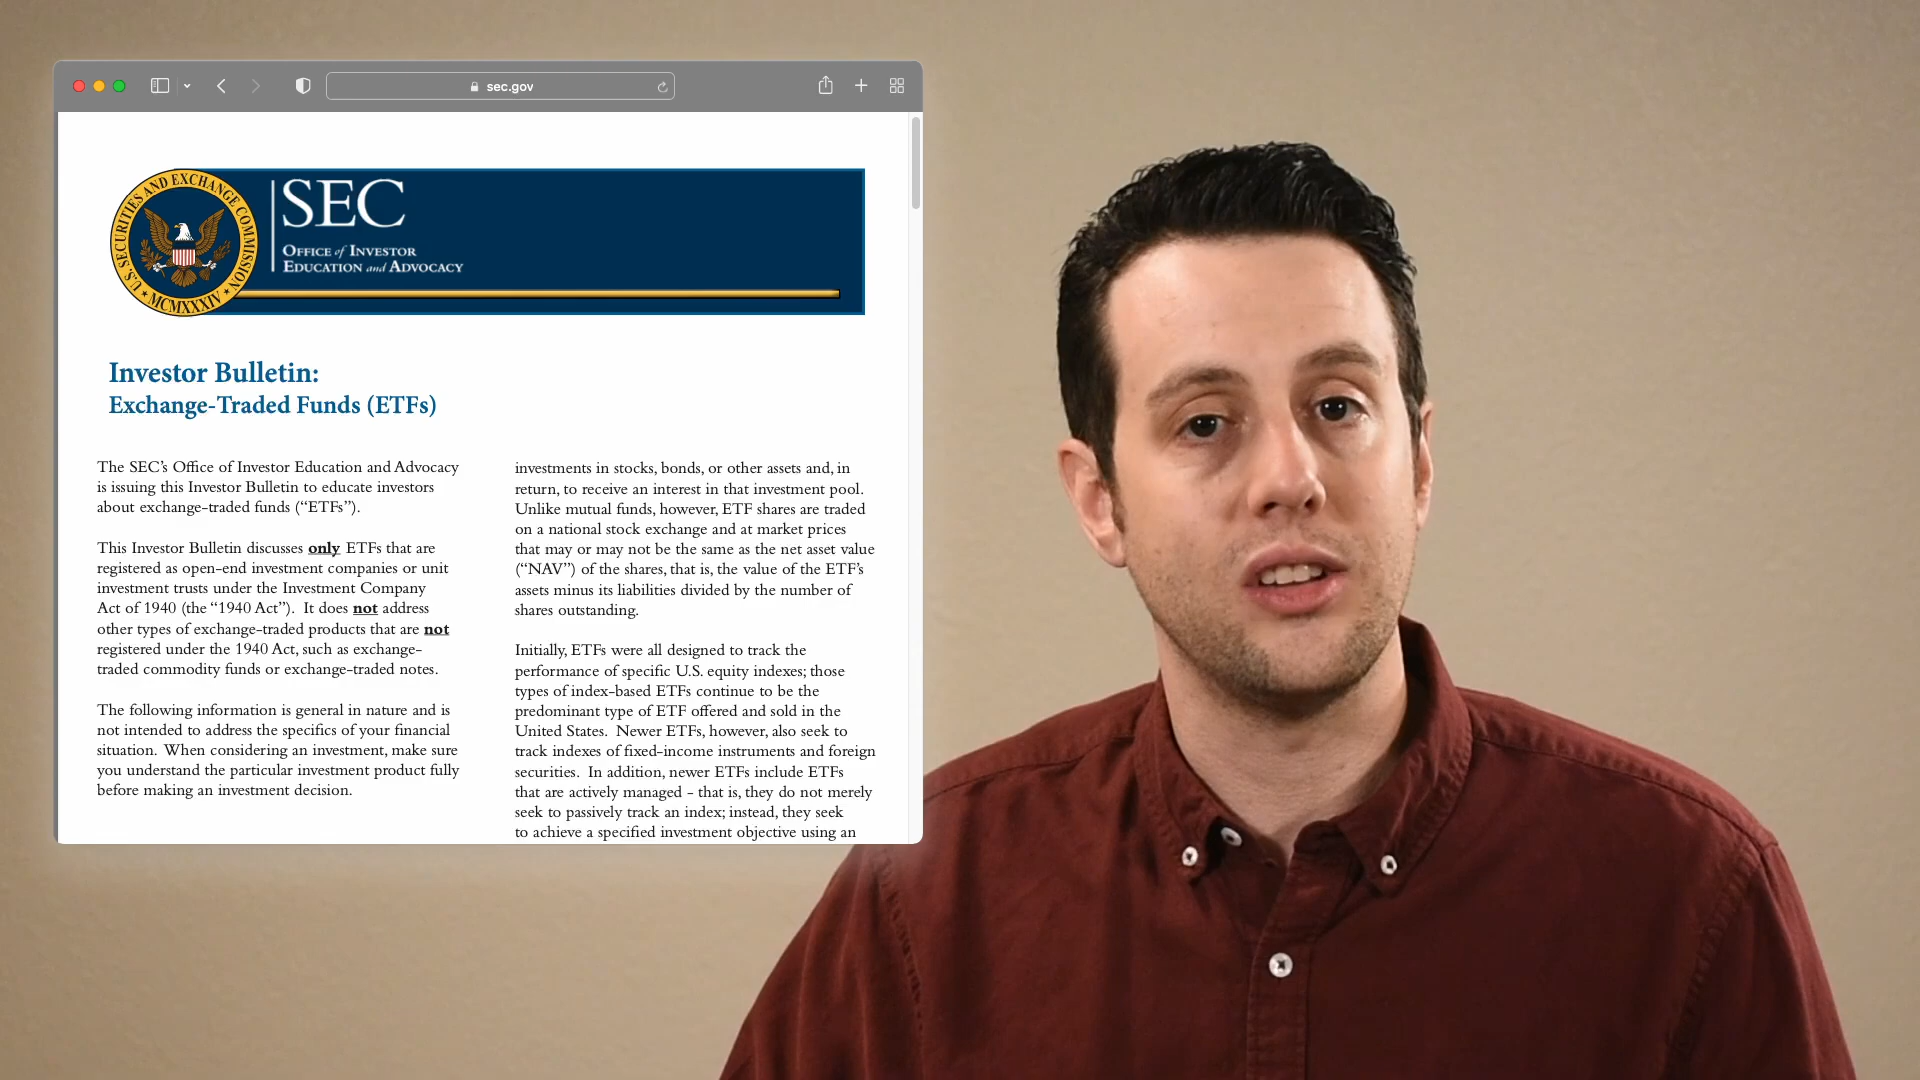 sec.gov
U.S. SECURITIES AND EXCHANGE COMMISSION
MCMXXXIV
SEC
OFFICE of INVESTOR
EDUCATION and ADVOCACY
Investor Bulletin:
Exchange-Traded Funds (ETFs)
The SEC’s Office of Investor Education and Advocacy
is issuing this Investor Bulletin to educate investors
about exchange-traded funds (“ETFs”).
This Investor Bulletin discusses only ETFs that are
registered as open-end investment companies or unit
investment trusts under the Investment Company
Act of 1940 (the “1940 Act”).  It does not address
other types of exchange-traded products that are not
registered under the 1940 Act, such as exchange-
traded commodity funds or exchange-traded notes.
The following information is general in nature and is
not intended to address the specifics of your financial
situation.  When considering an investment, make sure
you understand the particular investment product fully
before making an investment decision.
investments in stocks, bonds, or other assets and, in
return, to receive an interest in that investment pool.
Unlike mutual funds, however, ETF shares are traded
on a national stock exchange and at market prices
that may or may not be the same as the net asset value
(“NAV”) of the shares, that is, the value of the ETF’s
assets minus its liabilities divided by the number of
shares outstanding.
Initially, ETFs were all designed to track the
performance of specific U.S. equity indexes; those
types of index-based ETFs continue to be the
predominant type of ETF offered and sold in the
United States.  Newer ETFs, however, also seek to
track indexes of fixed-income instruments and foreign
securities.  In addition, newer ETFs include ETFs
that are actively managed - that is, they do not merely
seek to passively track an index; instead, they seek
to achieve a specified investment objective using an